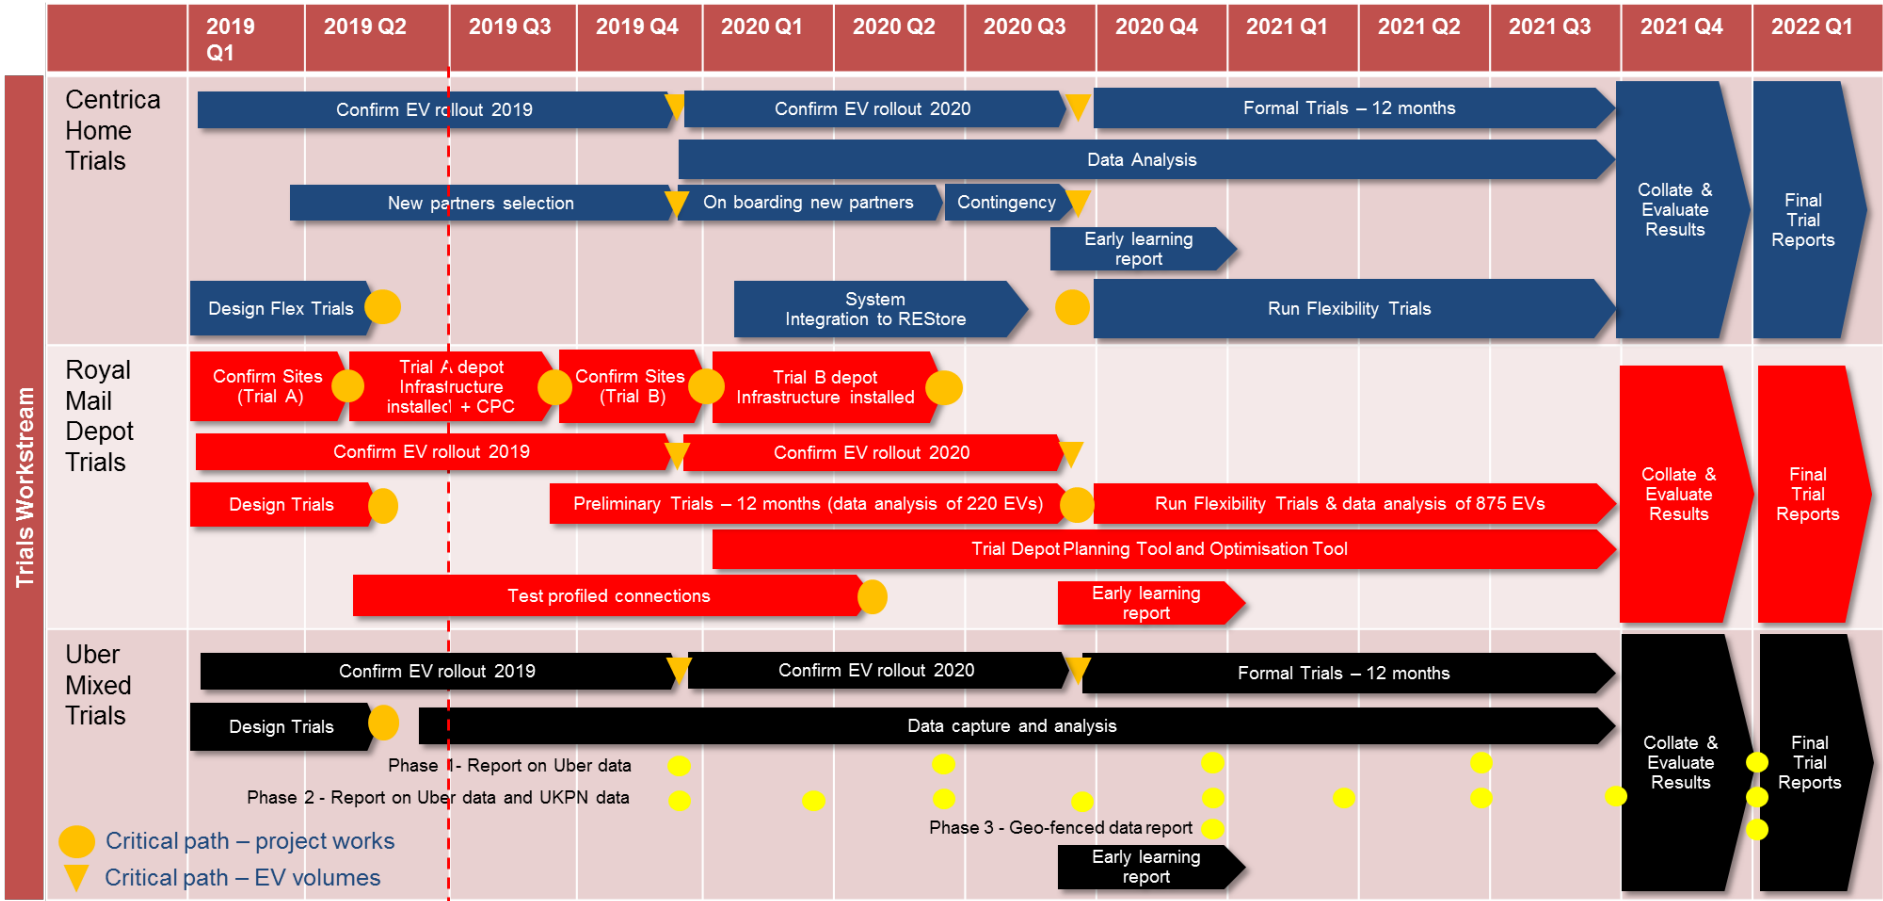 2019
Q1
2019 Q2
2019 Q3
2019 Q4
2020 Q1
2020 Q2
2020 Q3
2020 Q4
2021 Q1
2021 Q2
2021 Q3
2021 Q4
2022 Q1
Trials Workstream
Centrica
Home
Trials
Confirm EV rollout 2019
Confirm EV rollout 2020
Formal Trials – 12 months
Data Analysis
New partners selection
On boarding new partners
Contingency
Early learning
report
Design Flex Trials
System
Integration to REStore
Run Flexibility Trials
Collate &
Evaluate
Results
Final
Trial
Reports
Royal
Mail
Depot
Trials
Confirm Sites
(Trial A)
Trial A depot
Infrastructure
installed + CPC
Confirm Sites
(Trial B)
Trial B depot
Infrastructure installed
Confirm EV rollout 2019
Confirm EV rollout 2020
Design Trials
Preliminary Trials – 12 months (data analysis of 220 EVs)
Run Flexibility Trials & data analysis of 875 EVs
Trial Depot Planning Tool and Optimisation Tool
Test profiled connections
Early learning
report
Collate &
Evaluate
Results
Final
Trial
Reports
Uber
Mixed
Trials
Confirm EV rollout 2019
Confirm EV rollout 2020
Formal Trials – 12 months
Design Trials
Data capture and analysis
Phase 1- Report on Uber data
Phase 2 - Report on Uber data and UKPN data
Phase 3 - Geo-fenced data report
Early learning
report
Collate &
Evaluate
Results
Final
Trial
Reports
Critical path – project works
Critical path – EV volumes